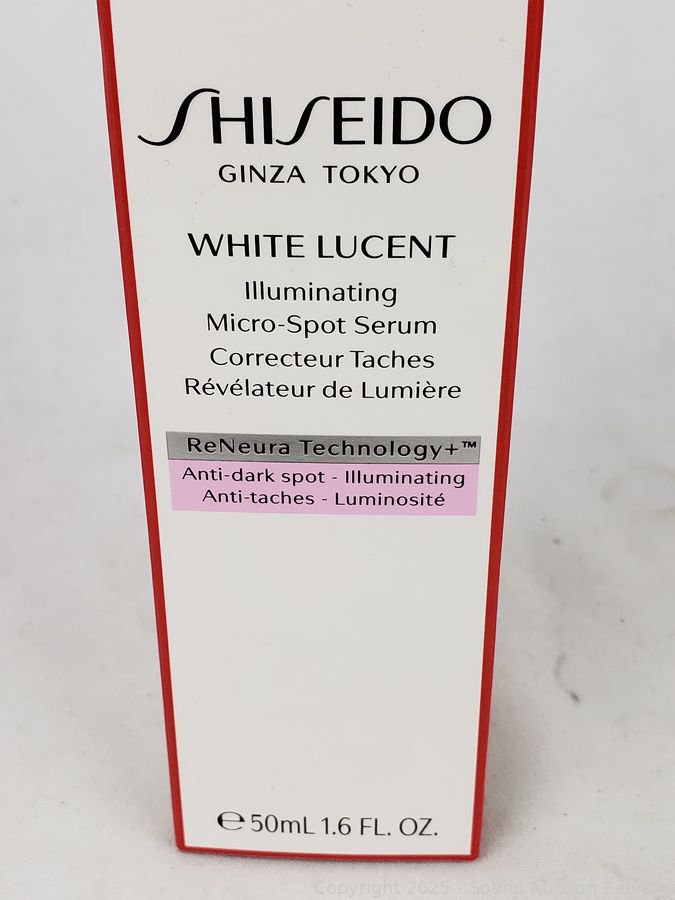 SHISEIDO
GINZA TOKYO
WHITE LUCENT
Illuminating
Micro-Spot Serum
Correcteur Taches
Révélateur de Lumière
ReNeura Technology+™
Anti-dark spot - Illuminating
Anti-taches - Luminosité
℮ 50mL 1.6 FL. OZ.
Copyright 2025 - Sound Auction Ser